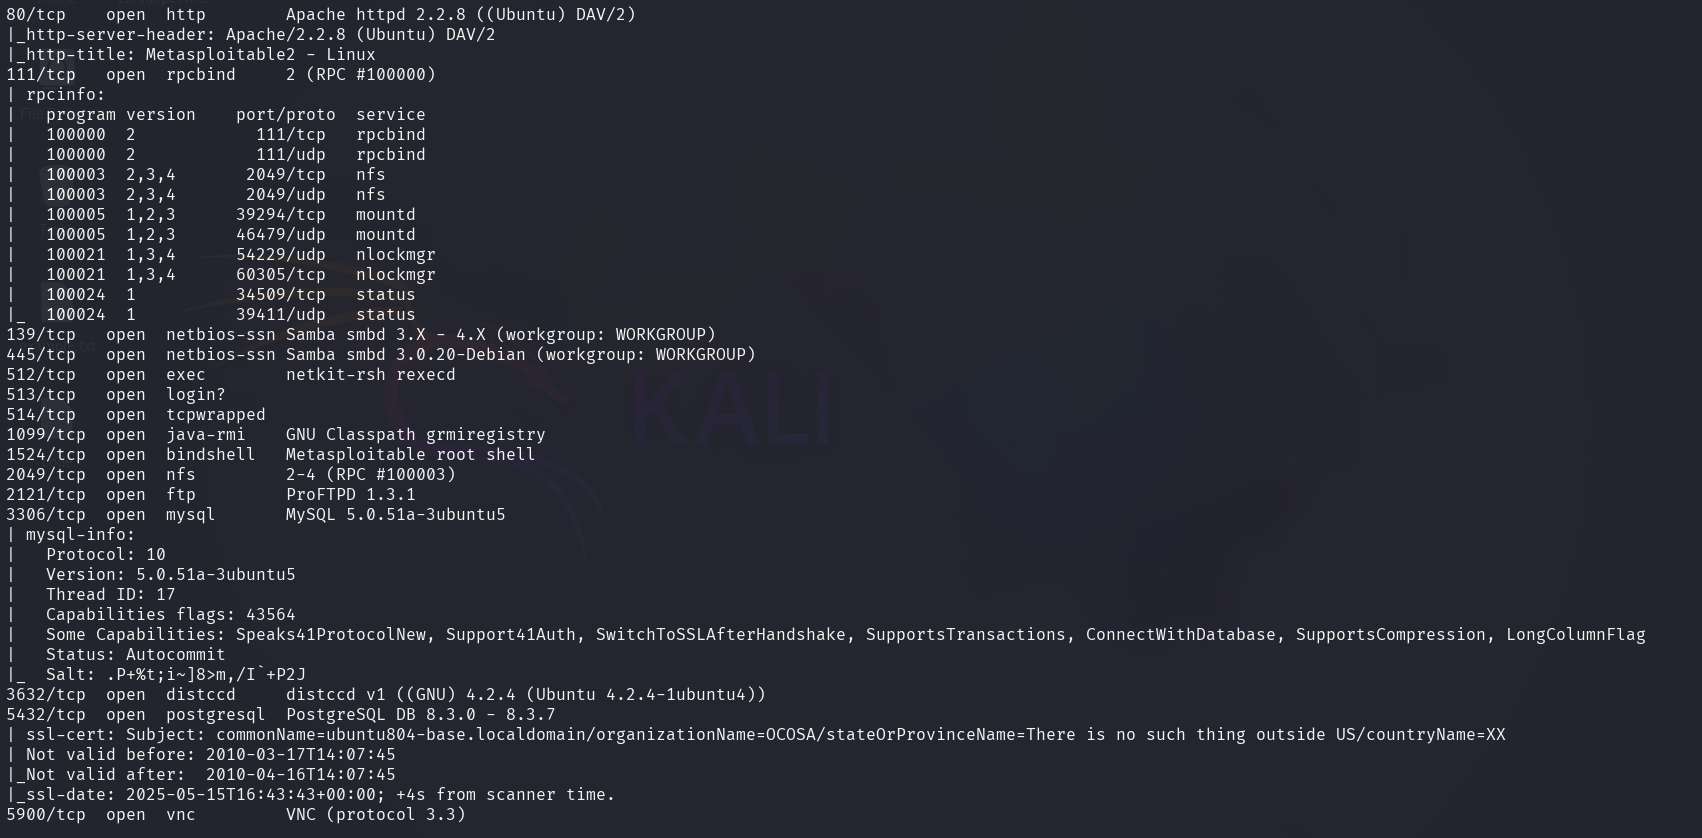 80/tcp    open  http        Apache httpd 2.2.8 ((Ubuntu) DAV/2)
|_http-server-header: Apache/2.2.8 (Ubuntu) DAV/2
|_http-title: Metasploitable2 - Linux
111/tcp   open  rpcbind     2 (RPC #100000)
| rpcinfo:
|   program version    port/proto  service
|   100000  2            111/tcp   rpcbind
|   100000  2            111/udp   rpcbind
|   100003  2,3,4       2049/tcp   nfs
|   100003  2,3,4       2049/udp   nfs
|   100005  1,2,3      39294/tcp   mountd
|   100005  1,2,3      46479/udp   mountd
|   100021  1,3,4      54229/udp   nlockmgr
|   100021  1,3,4      60305/tcp   nlockmgr
|   100024  1          34509/tcp   status
|_  100024  1          39411/udp   status
139/tcp   open  netbios-ssn Samba smbd 3.X - 4.X (workgroup: WORKGROUP)
445/tcp   open  netbios-ssn Samba smbd 3.0.20-Debian (workgroup: WORKGROUP)
512/tcp   open  exec        netkit-rsh rexecd
513/tcp   open  login?
514/tcp   open  tcpwrapped
KALI
1099/tcp  open  java-rmi    GNU Classpath grmiregistry
1524/tcp  open  bindshell   Metasploitable root shell
2049/tcp  open  nfs         2-4 (RPC #100003)
2121/tcp  open  ftp         ProFTPD 1.3.1
3306/tcp  open  mysql       MySQL 5.0.51a-3ubuntu5
| mysql-info:
|   Protocol: 10
|   Version: 5.0.51a-3ubuntu5
|   Thread ID: 17
|   Capabilities flags: 43564
|   Some Capabilities: Speaks41ProtocolNew, Support41Auth, SwitchToSSLAfterHandshake, SupportsTransactions, ConnectWithDatabase, SupportsCompression, LongColumnFlag
|   Status: Autocommit
|_  Salt: .P+%t;i~]8>m,/I`+P2J
3632/tcp  open  distccd     distccd v1 ((GNU) 4.2.4 (Ubuntu 4.2.4-1ubuntu4))
5432/tcp  open  postgresql  PostgreSQL DB 8.3.0 - 8.3.7
| ssl-cert: Subject: commonName=ubuntu804-base.localdomain/organizationName=OCOSA/stateOrProvinceName=There is no such thing outside US/countryName=XX
| Not valid before: 2010-03-17T14:07:45
|_Not valid after:  2010-04-16T14:07:45
|_ssl-date: 2025-05-15T16:43:43+00:00; +4s from scanner time.
5900/tcp  open  vnc         VNC (protocol 3.3)